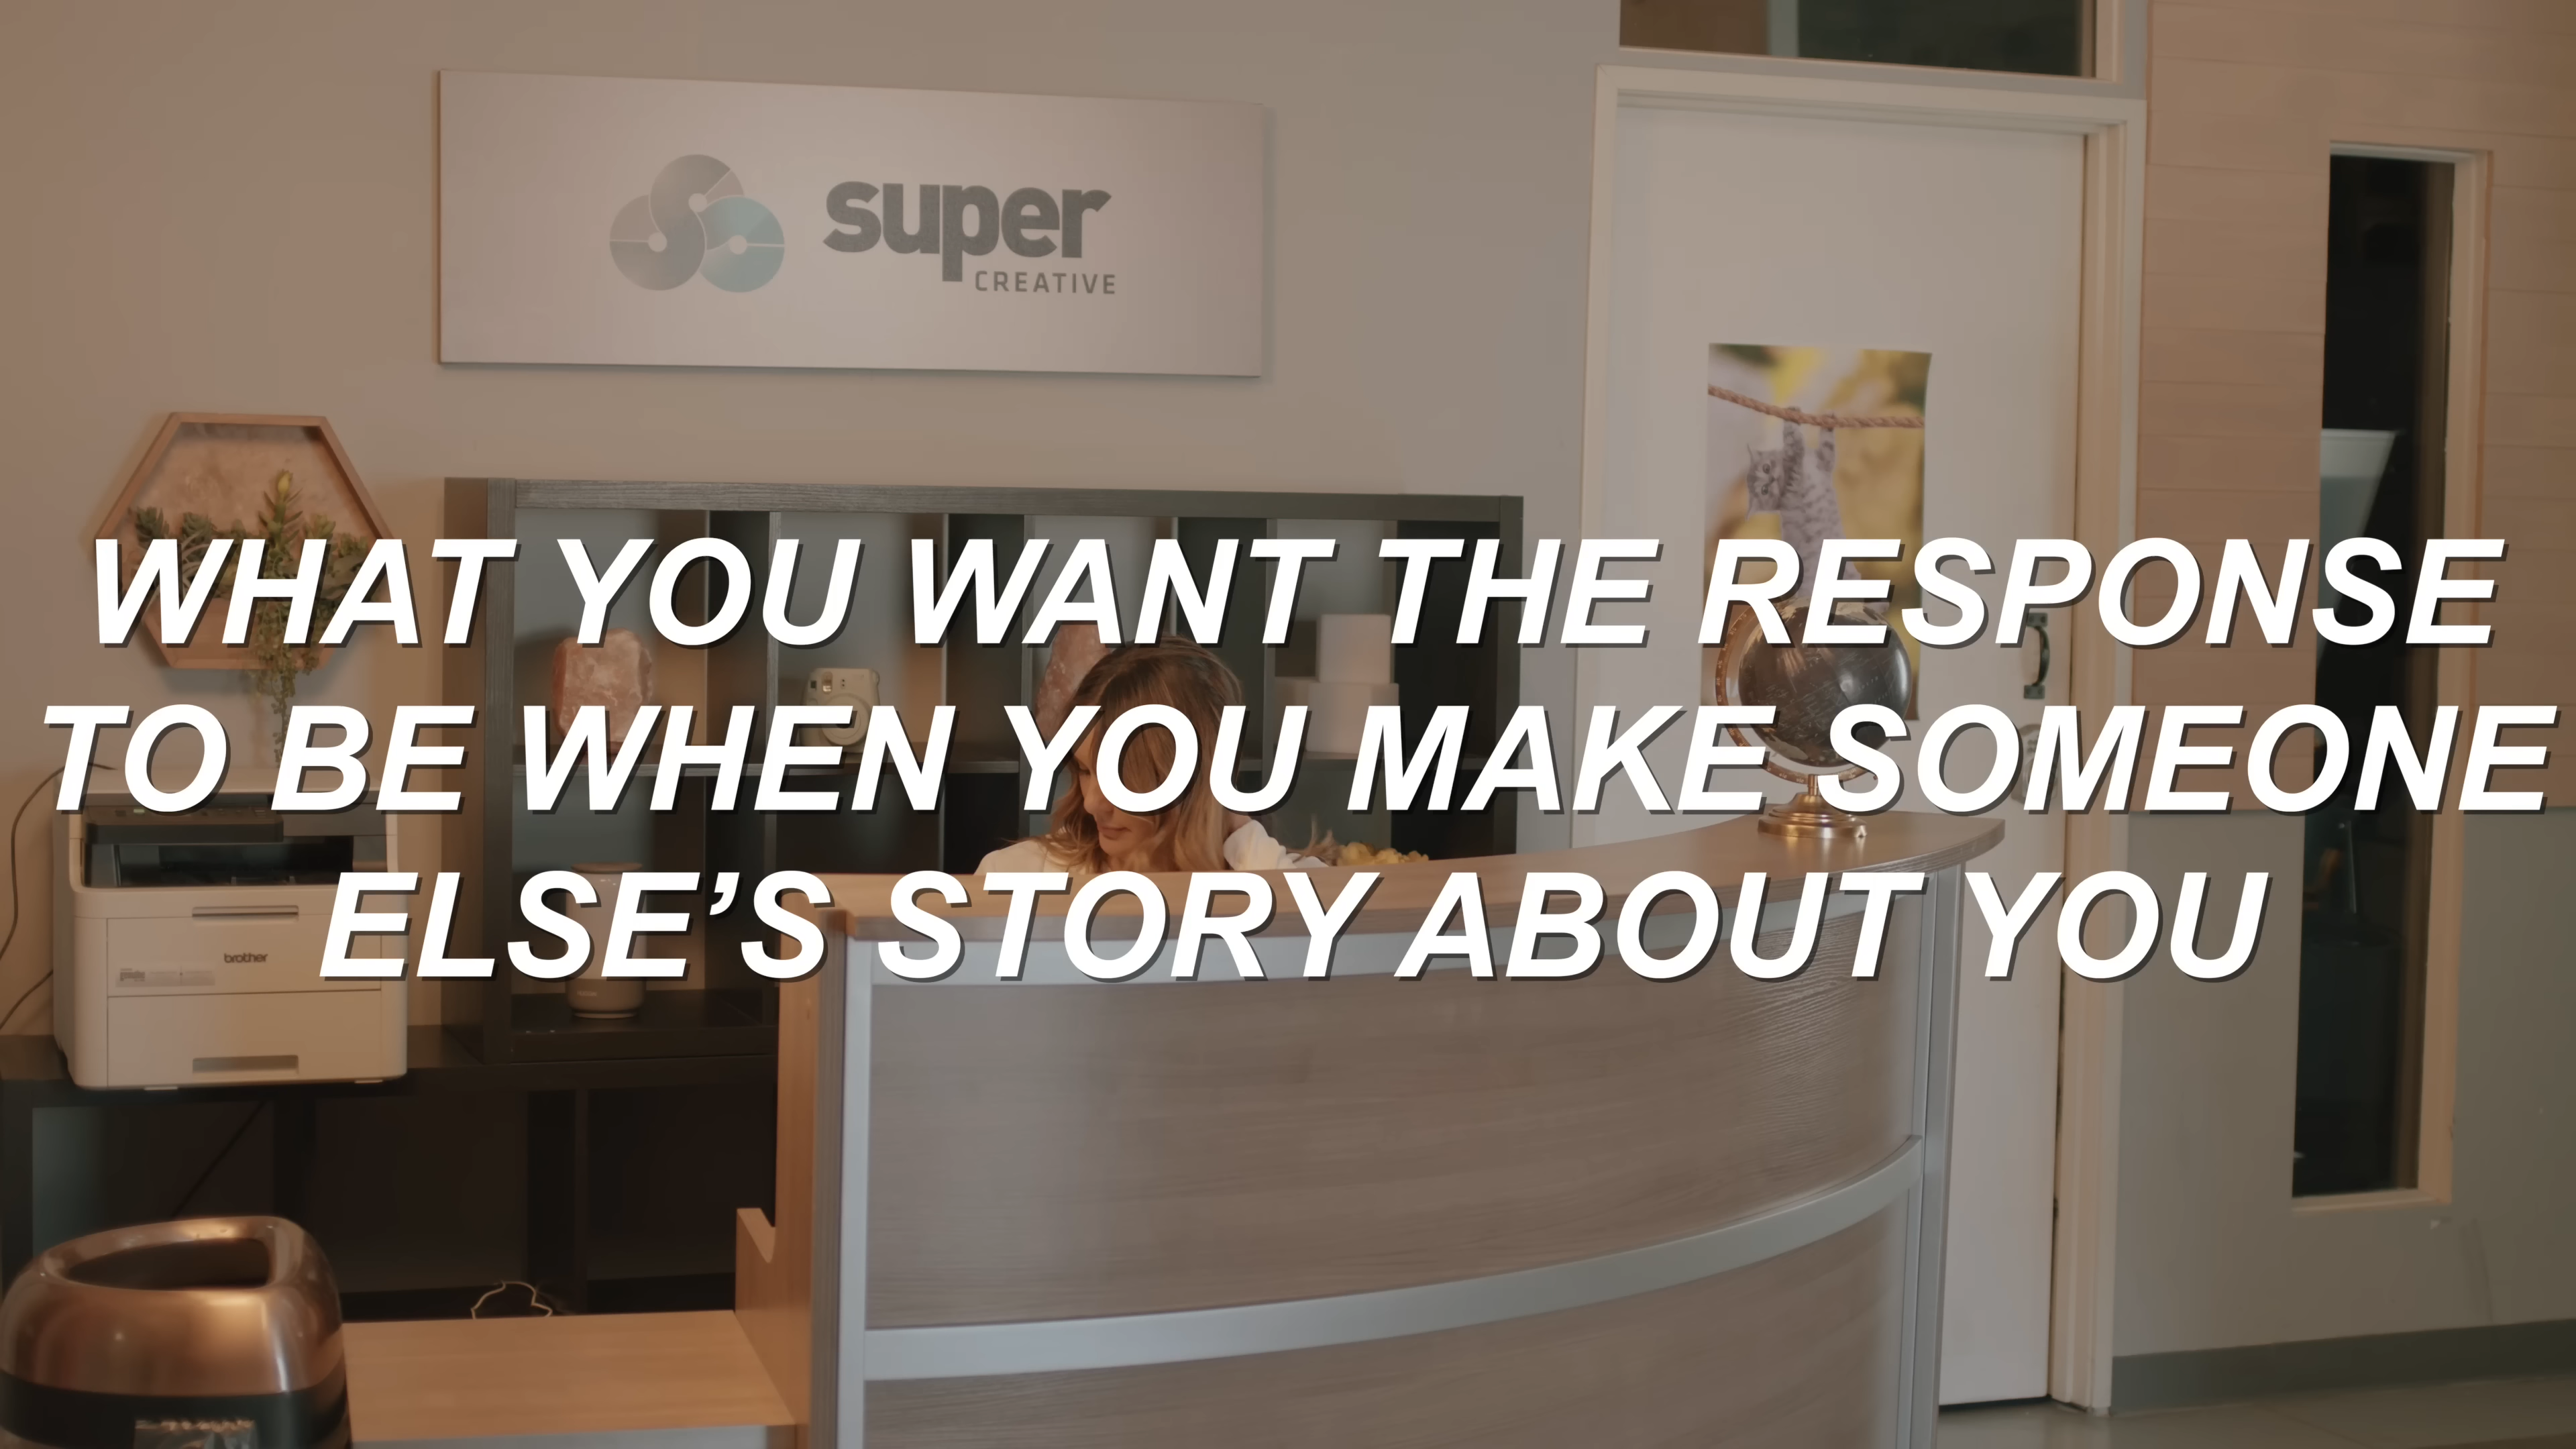 super
CREATIVE
WHAT YOU WANT THE RESPONSE
TO BE WHEN YOU MAKE SOMEONE
ELSE’S STORY ABOUT YOU
brother